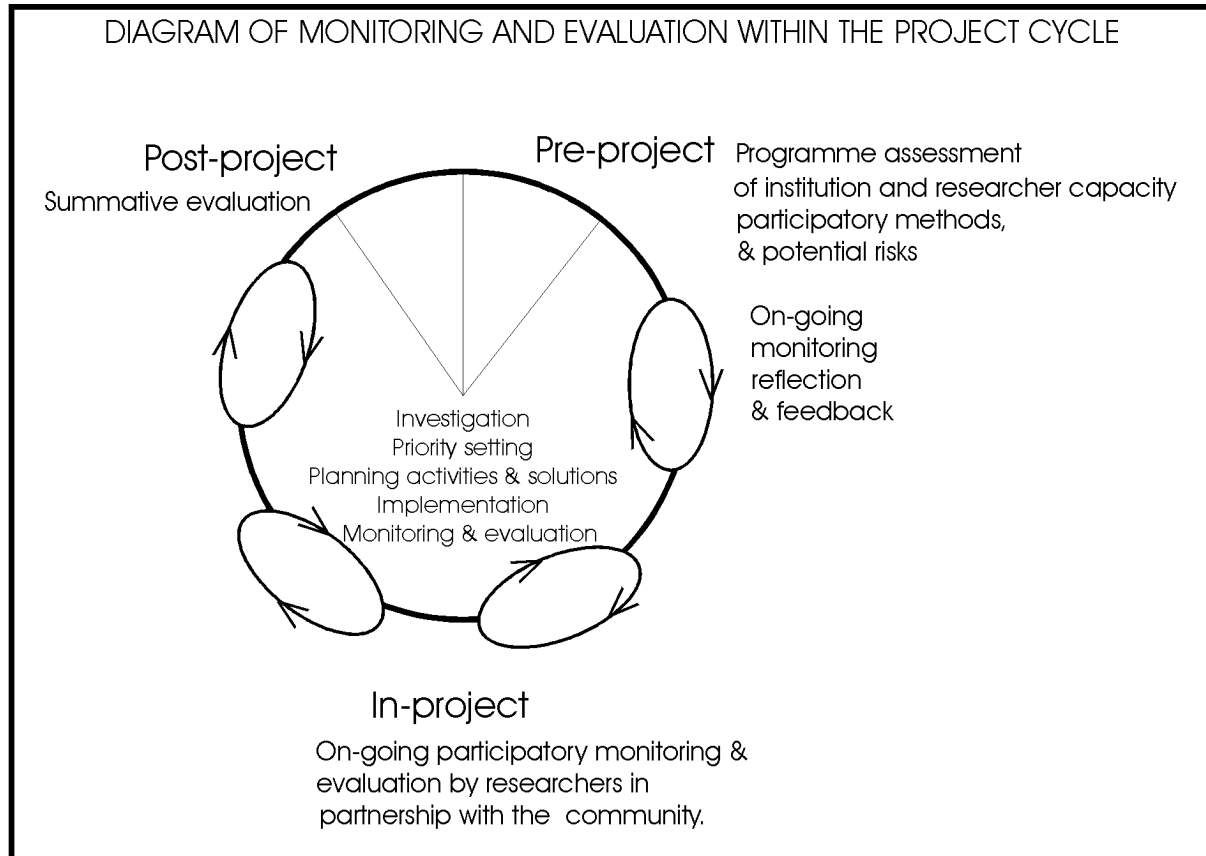 DIAGRAM OF MONITORING AND EVALUATION WITHIN THE PROJECT CYCLE
Post-project
Summative evaluation
Pre-project
Programme assessment
of institution and researcher capacity
participatory methods,
& potential risks
On-going
monitoring
reflection
& feedback
Investigation
Priority setting
Planning activities & solutions
Implementation
Monitoring & evaluation
In-project
On-going participatory monitoring &
evaluation by researchers in
partnership with the community.